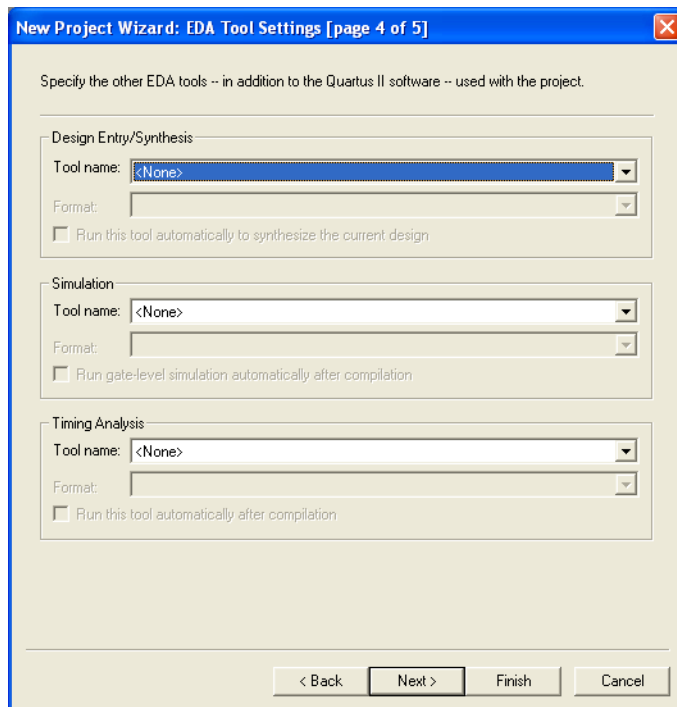 New Project Wizard: EDA Tool Settings [page 4 of 5]
Specify the other EDA tools -- in addition to the Quartus II software -- used with the project.
Design Entry/Synthesis
Tool name: <None>
Format:
Run this tool automatically to synthesize the current design
Simulation
Tool name: <None>
Format:
Run gate-level simulation automatically after compilation
Timing Analysis
Tool name: <None>
Format:
Run this tool automatically after compilation
< Back Next > Finish Cancel